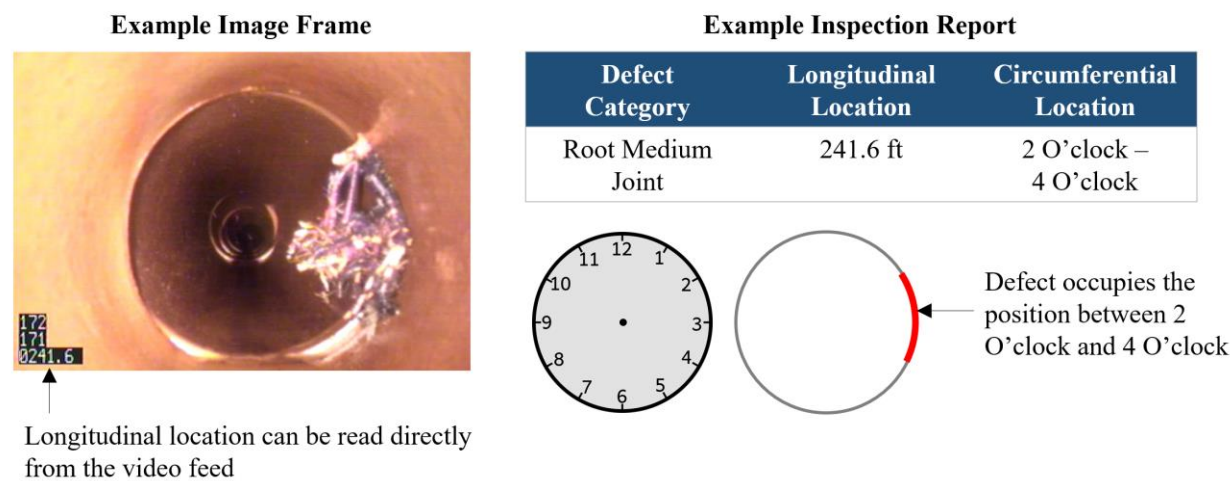 Example Image Frame
172
171
0241.6
Longitudinal location can be read directly
from the video feed
Example Inspection Report
Defect
Category
Longitudinal
Location
Circumferential
Location
Root Medium
Joint
241.6 ft
2 O’clock –
4 O’clock
12
1
2
3
4
5
6
7
8
9
10
11
Defect occupies the
position between 2
O’clock and 4 O’clock